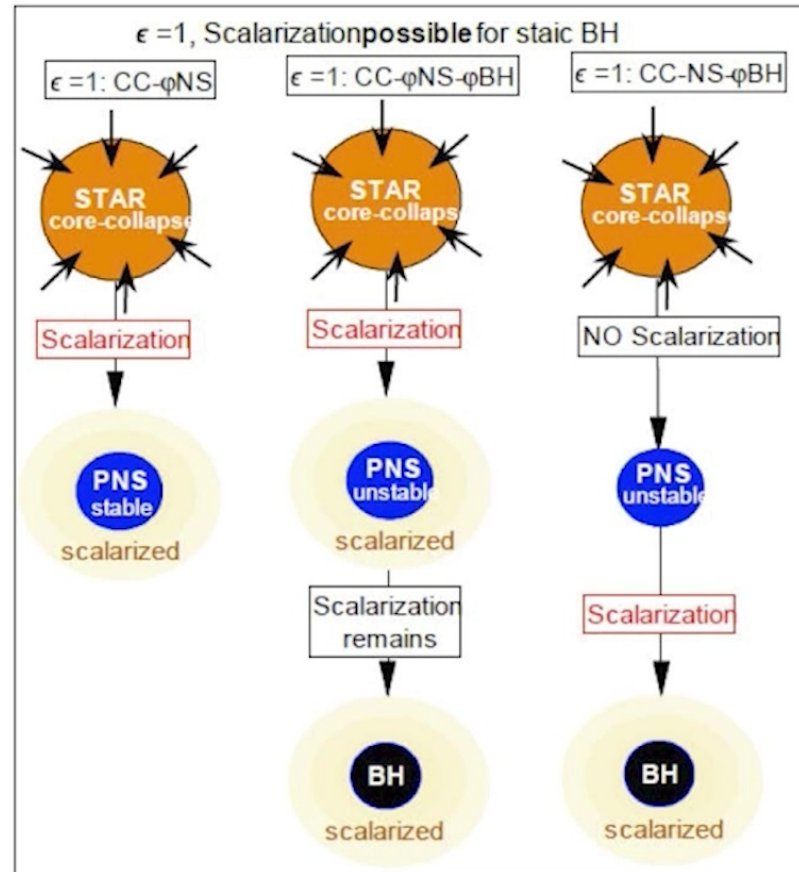 ϵ =1, Scalarizationpossible for staic BH
ϵ =1: CC-φNS
ϵ =1: CC-φNS-φBH
ϵ =1: CC-NS-φBH
STAR
core-collapse
STAR
core-collaps
STAR
core-collapse
Scalarization
Scalarization
NO Scalarization
PNS
stable
scalarized
PNS
unstable
scalarized
PNS
unstable
Scalarization
remains
Scalarization
BH
scalarized
BH
scalarized